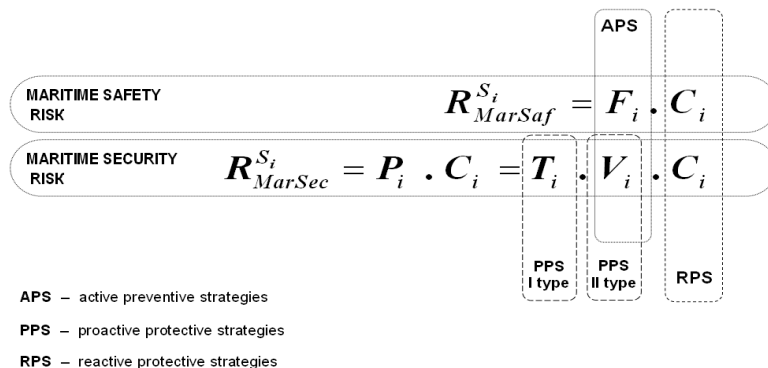 APS
MARITIME SAFETY
RISK
R^{S_i}_{MarSaf} = F_i . C_i
MARITIME SECURITY
RISK
R^{S_i}_{MarSec} = P_i . C_i = T_i . V_i . C_i
PPS
I type
PPS
II type
RPS
APS – active preventive strategies
PPS – proactive protective strategies
RPS – reactive protective strategies